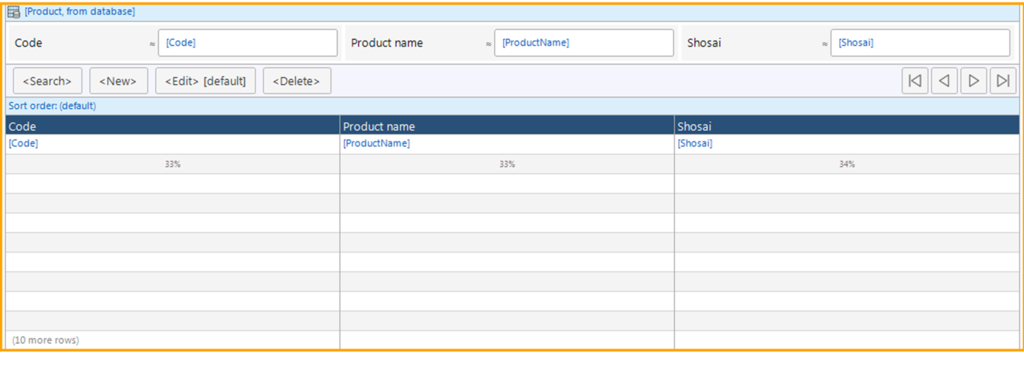 [Product, from database]
Code ≈ [Code] Product name ≈ [ProductName] Shosai ≈ [Shosai]
<Search> <New> <Edit> [default] <Delete>
Sort order: (default)
Code Product name Shosai
[Code] [ProductName] [Shosai]
33% 33% 34%
(10 more rows)